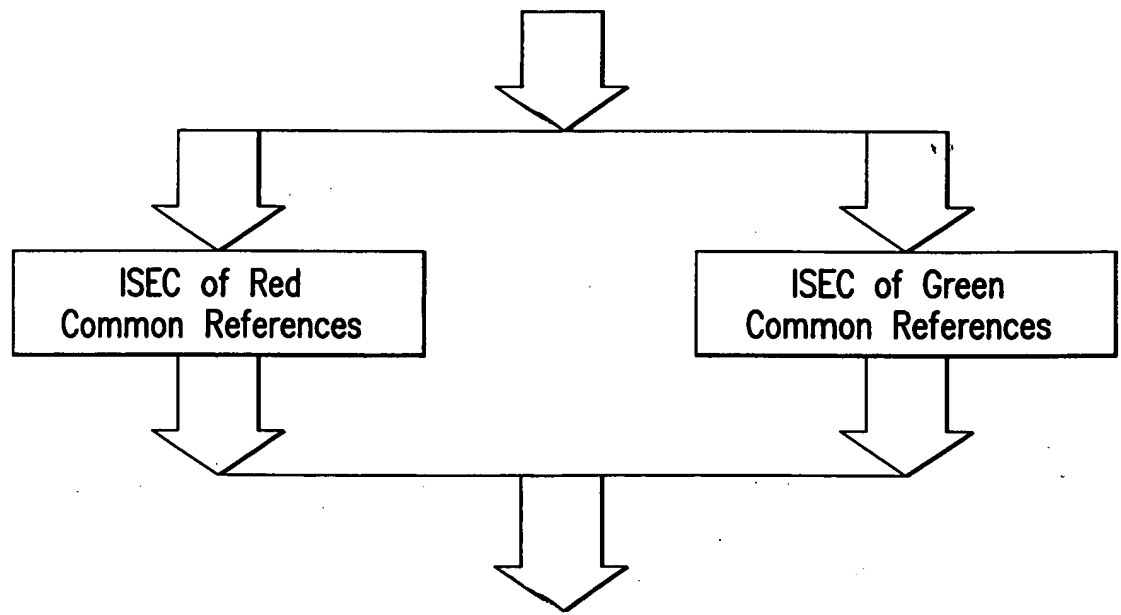 ISEC of Red
Common References
ISEC of Green
Common References